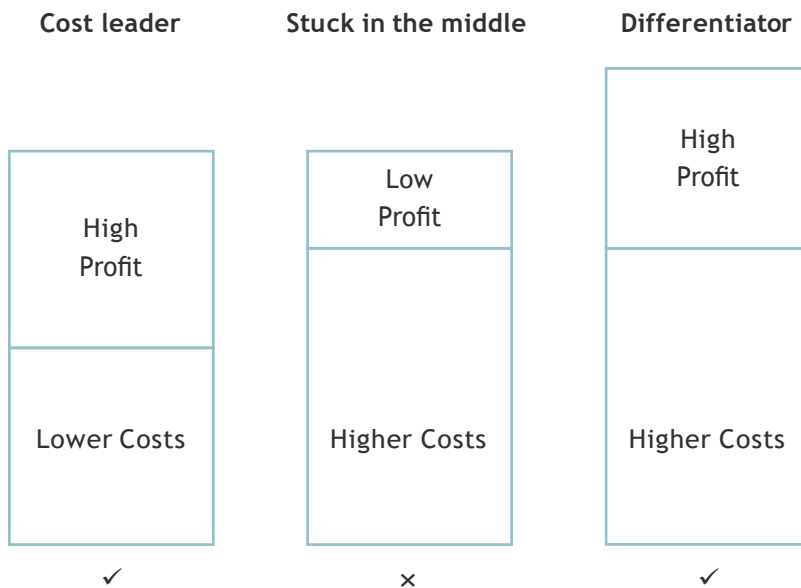 Cost leader
Stuck in the middle
Differentiator
High
Profit
Lower Costs
Low
Profit
Higher Costs
High
Profit
Higher Costs
✓
×
✓